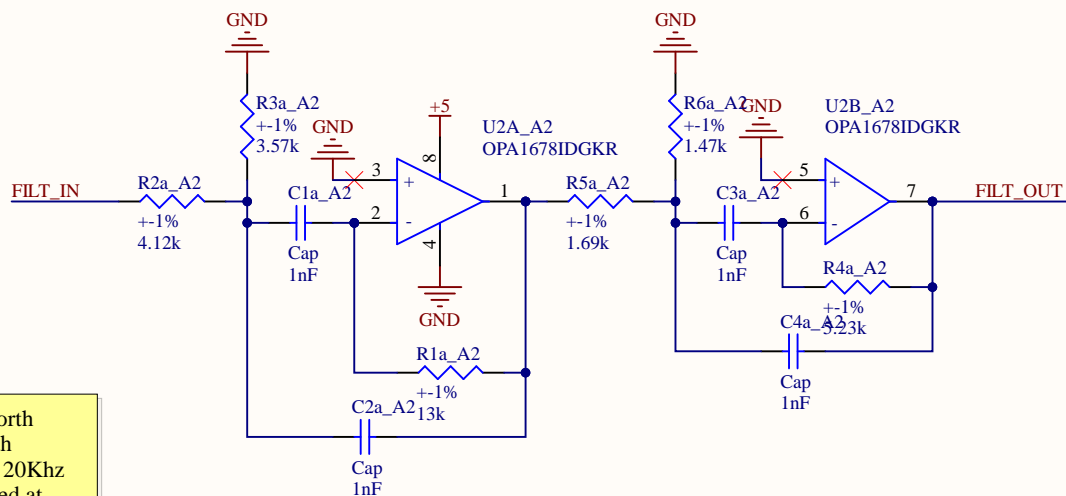 GND
GND
R3a_A2
+-1%
3.57k
+5
R6a_A2
+-1%
1.47k
GND
GND
U2A_A2
OPA1678IDGKR
U2B_A2
OPA1678IDGKR
8
3
+
5
+
FILT_IN
R2a_A2
+-1%
4.12k
C1a_A2
Cap
1nF
2
-
1
4
GND
R5a_A2
+-1%
1.69k
C3a_A2
Cap
1nF
6
-
7
FILT_OUT
R4a_A2
+-1%
5.23k
C4a_A2
Cap
1nF
R1a_A2
+-1%
13k
C2a_A2
Cap
1nF
20Khz